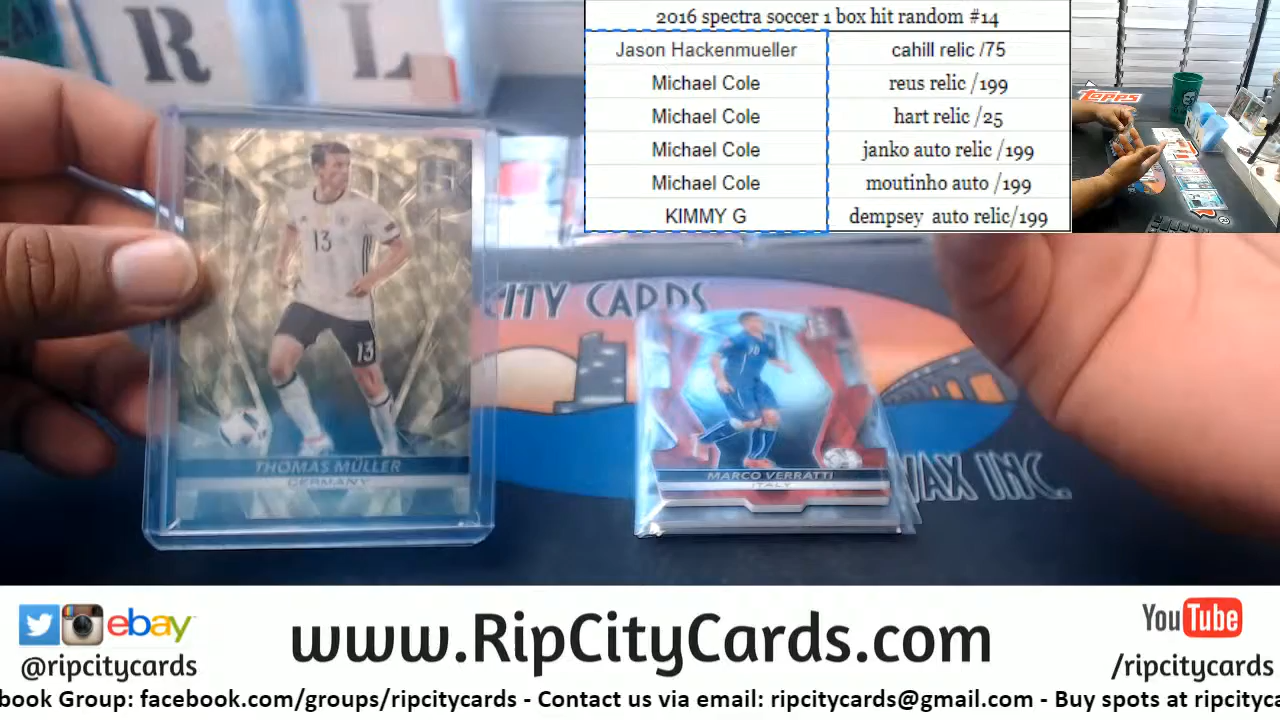 2016 spectra soccer 1 box hit random #14
Jason Hackenmueller cahill relic /75
Michael Cole reus relic /199
Michael Cole hart relic /25
Michael Cole janko auto relic /199
Michael Cole moutinho auto /199
KIMMY G dempsey auto relic/199
R L
TOPPS
CITY CARDS
13
13
THOMAS MÜLLER
GERMANY
MARCO VERRATTI
ITALY
WAX INC.
ebay
@ripcitycards
www.RipCityCards.com
YouTube
/ripcitycards
book Group: facebook.com/groups/ripcitycards - Contact us via email: ripcitycards@gmail.com - Buy spots at ripcityca